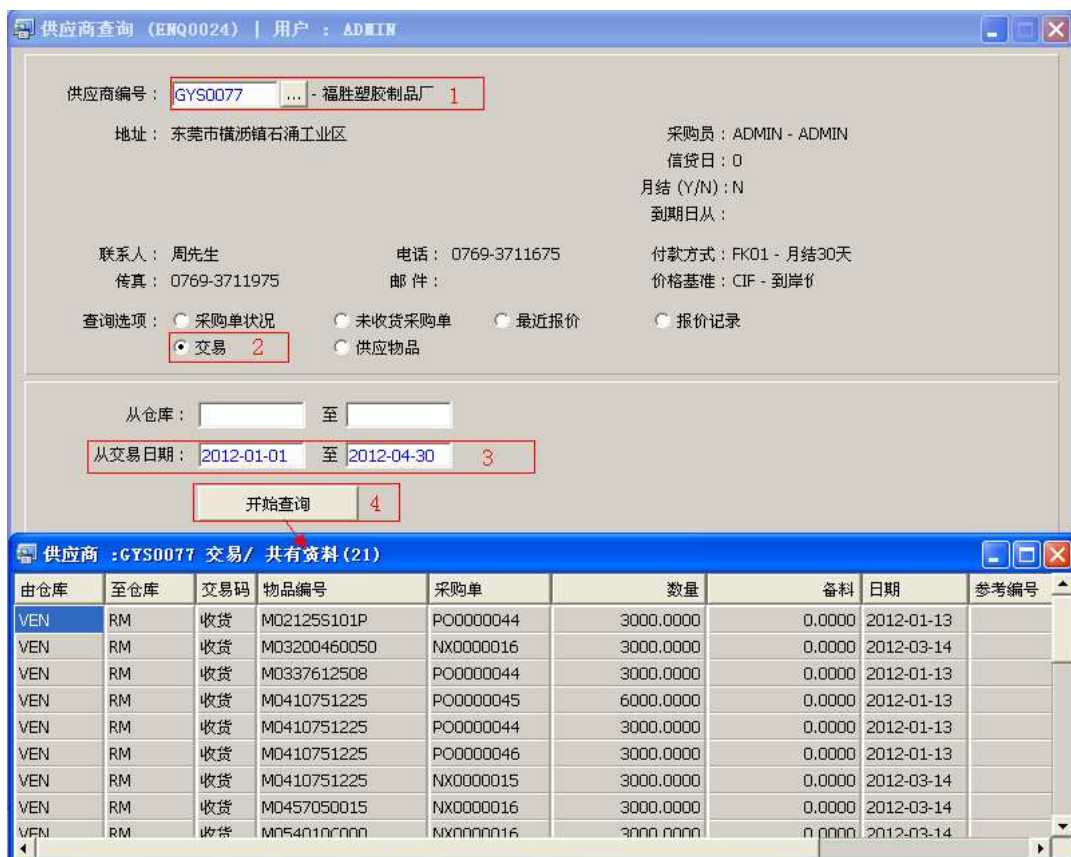 供应商查询 (ENQ0024) | 用户 : ADMIN
供应商编号： GYS0077 ... - 福胜塑胶制品厂 1
地址： 东莞市横沥镇石涌工业区 采购员：ADMIN - ADMIN
信贷日：0
月结 (Y/N)：N
到期日从：
联系人： 周先生 电话： 0769-3711675 付款方式：FK01 - 月结30天
传真： 0769-3711975 邮件： 价格基准：CIF - 到岸
查询选项： 采购单状况 未收货采购单 最近报价 报价记录
交易 2 供应物品
从仓库： 至
从交易日期： 2012-01-01 至 2012-04-30 3
开始查询 4
供应商 :GYS0077 交易/ 共有资料(21)
由仓库 至仓库 交易码 物品编号 采购单 数量 备料 日期 参考编号
VEN RM 收货 M02125S101P PO0000044 3000.0000 0.0000 2012-01-13
VEN RM 收货 M03200460050 NX0000016 3000.0000 0.0000 2012-03-14
VEN RM 收货 M0337612508 PO0000044 3000.0000 0.0000 2012-01-13
VEN RM 收货 M0410751225 PO0000045 6000.0000 0.0000 2012-01-13
VEN RM 收货 M0410751225 PO0000044 3000.0000 0.0000 2012-01-13
VEN RM 收货 M0410751225 PO0000046 3000.0000 0.0000 2012-01-13
VEN RM 收货 M0410751225 NX0000015 3000.0000 0.0000 2012-03-14
VEN RM 收货 M0457050015 NX0000016 3000.0000 0.0000 2012-03-14
VEN RM 收货 M054010C000 NX0000016 3000.0000 0.0000 2012-03-14